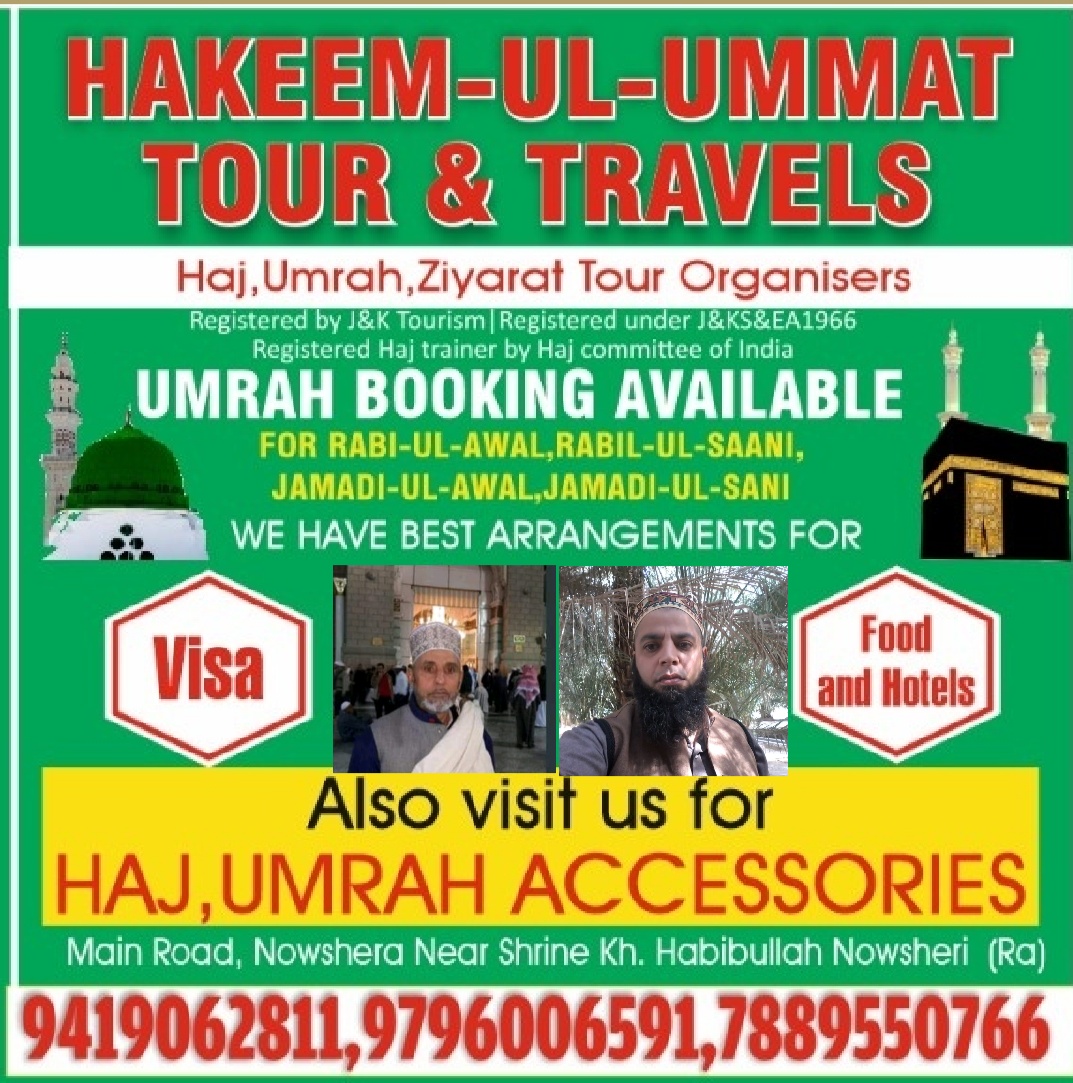 HAKEEM-UL-UMMAT
TOUR & TRAVELS
Haj,Umrah,Ziyarat Tour Organisers
Registered by J&K Tourism|Registered under J&KS&EA1966
Registered Haj trainer by Haj committee of India
UMRAH BOOKING AVAILABLE
FOR RABI-UL-AWAL,RABIL-UL-SAANI,
JAMADI-UL-AWAL,JAMADI-UL-SANI
WE HAVE BEST ARRANGEMENTS FOR
Visa
Food
and Hotels
Also visit us for
HAJ,UMRAH ACCESSORIES
Main Road, Nowshera Near Shrine Kh. Habibullah Nowsheri (Ra)
9419062811,9796006591,7889550766